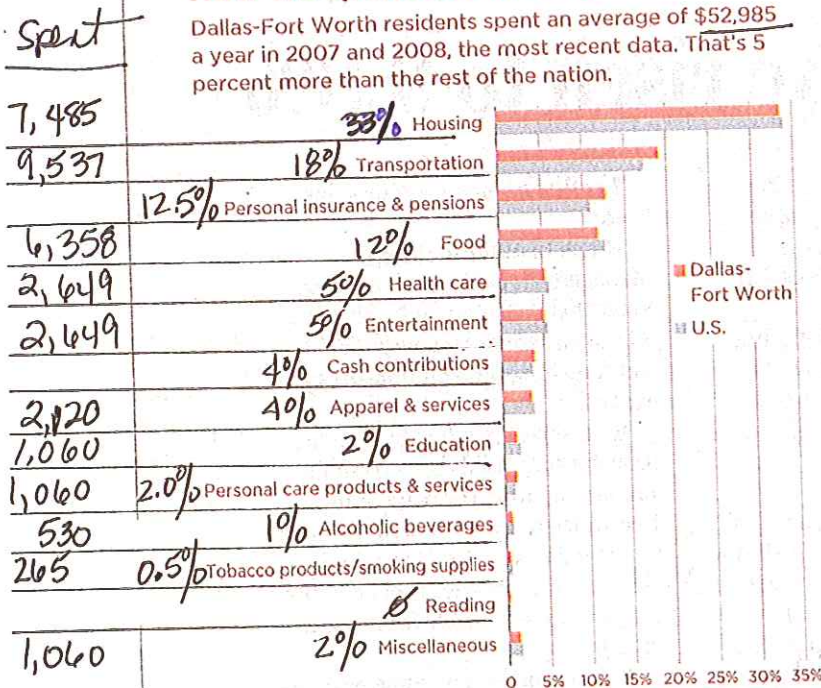 Spent
Dallas-Fort Worth residents spent an average of $52,985
a year in 2007 and 2008, the most recent data. That's 5
percent more than the rest of the nation.
7,485 33% Housing
9,537 18% Transportation
12.5% Personal insurance & pensions
6,358 12% Food
2,649 5% Health care
2,649 5% Entertainment
4% Cash contributions
2,120 4% Apparel & services
1,060 2% Education
1,060 2.0% Personal care products & services
530 1% Alcoholic beverages
265 0.5% Tobacco products/smoking supplies
Ø Reading
1,060 2% Miscellaneous
Dallas-
Fort Worth
U.S.
0 5% 10% 15% 20% 25% 30% 35%